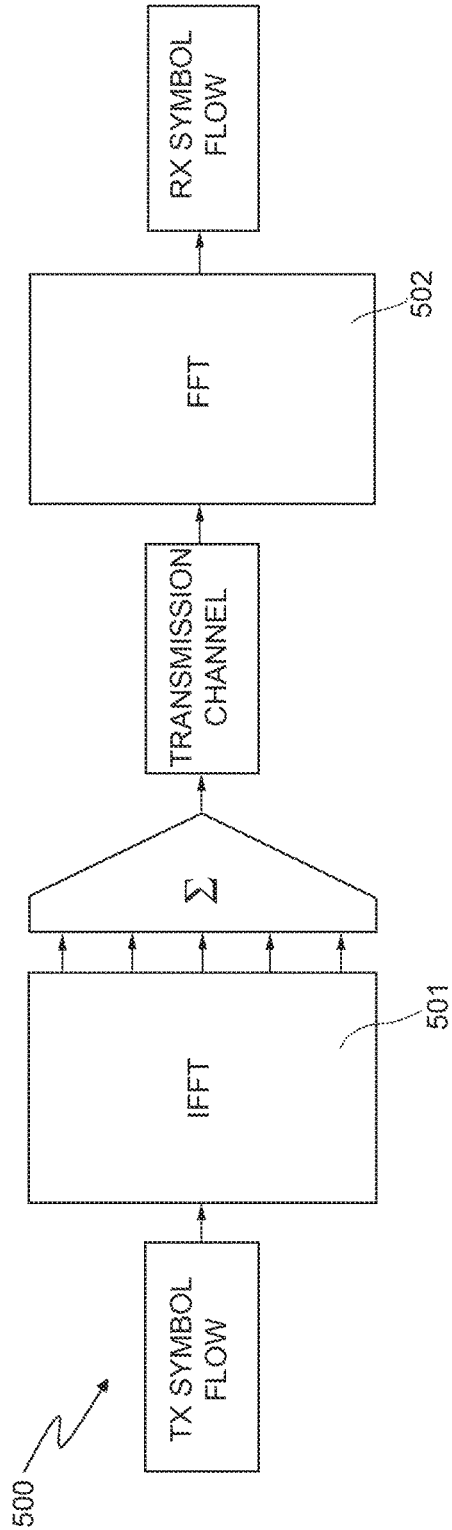 500
TX SYMBOL
FLOW
IFFT
501
Σ
TRANSMISSION
CHANNEL
FFT
502
RX SYMBOL
FLOW